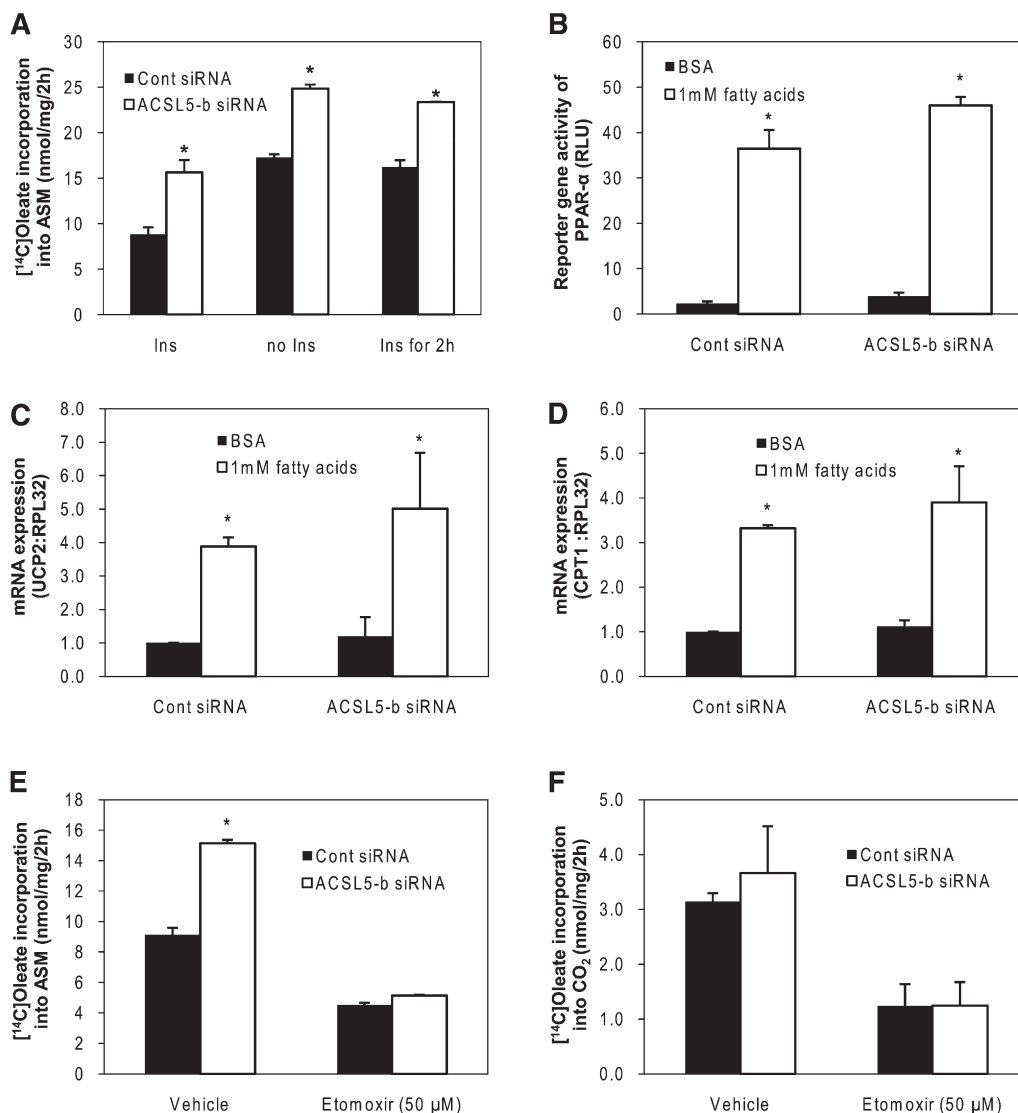 A
[¹⁴C]Oleate incorporation
into ASM (nmol/mg/2h)
30
25
20
15
10
5
0
Cont siRNA
ACSL5-b siRNA
*
*
*
Ins
no Ins
Ins for 2h
B
Reporter gene activity of
PPAR-α (RLU)
60
50
40
30
20
10
0
BSA
1mM fatty acids
*
*
Cont siRNA
ACSL5-b siRNA
C
mRNA expression
(UCP2:RPL32)
8.0
7.0
6.0
5.0
4.0
3.0
2.0
1.0
0.0
BSA
1mM fatty acids
*
*
Cont siRNA
ACSL5-b siRNA
D
mRNA expression
(CPT1 :RPL32)
6.0
5.0
4.0
3.0
2.0
1.0
0.0
BSA
1mM fatty acids
*
*
Cont siRNA
ACSL5-b siRNA
E
[¹⁴C]Oleate incorporation
into ASM (nmol/mg/2h)
18
16
14
12
10
8
6
4
2
0
*
Cont siRNA
ACSL5-b siRNA
Vehicle
Etomoxir (50 µM)
F
[¹⁴C]Oleate incorporation
into CO₂ (nmol/mg/2h)
5.0
4.0
3.0
2.0
1.0
0.0
Cont siRNA
ACSL5-b siRNA
Vehicle
Etomoxir (50 µM)